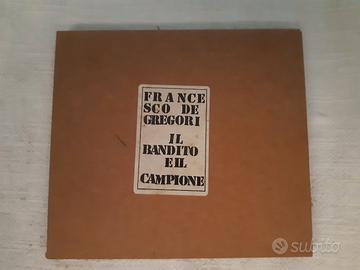 FRANCE
SCO DE
GREGORI
IL
BANDITO
E IL
CAMPIONE
subito